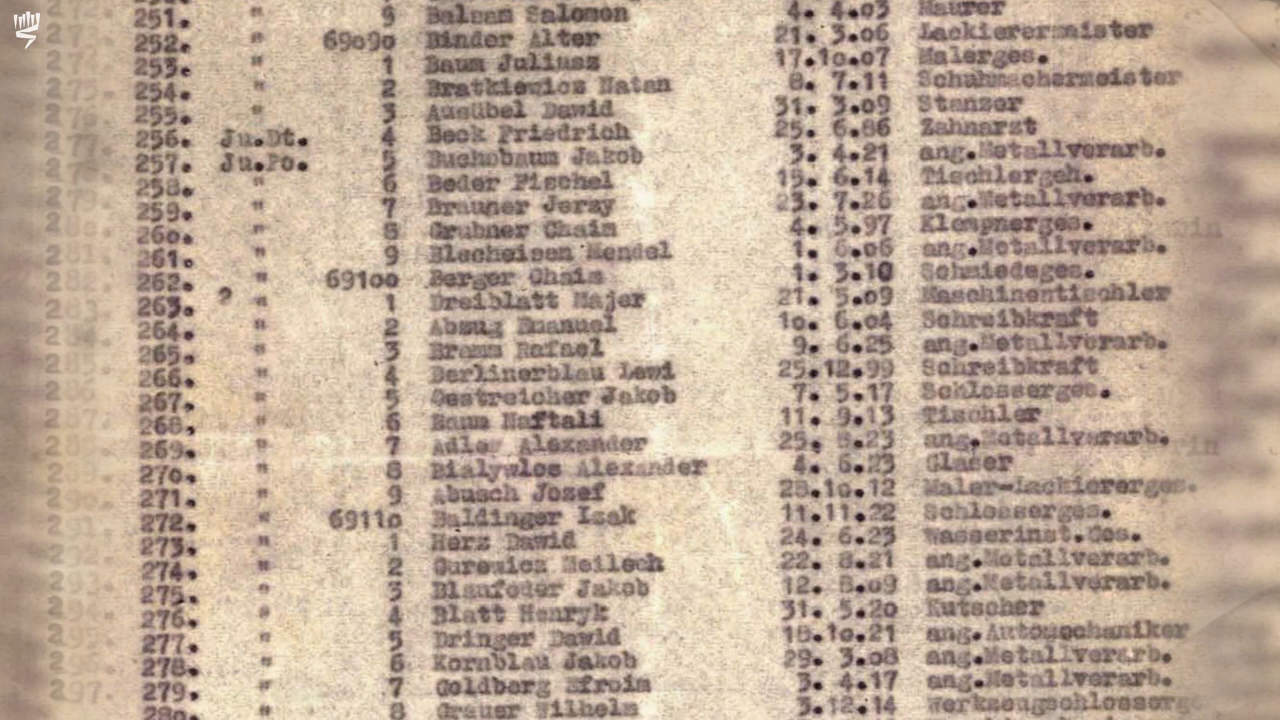 251. " 9 Balsam Salomon 4. 4.03 Maurer
252. " 69090 Binder Alter 21. 3.06 Lackierermeister
253. " 1 Baum Juliusz 17.10.07 Malerges.
254. " 2 Bratkiewicz Natan 8. 7.11 Schuhmachermeister
255. " 3 Ausübel Dawid 31. 3.09 Stanzer
256. Ju.Dt. 4 Beck Friedrich 25. 6.86 Zahnarzt
257. Ju.Po. 5 Buchsbaum Jakob 3. 4.21 ang.Metallverarb.
258. " 6 Beder Fischel 15. 6.14 Tischlergeh.
259. " 7 Brauner Jerzy 23. 7.26 ang.Metallverarb.
260. " 8 Grubner Chaim 4. 5.97 Klempnerges.
261. " 9 Blecheisen Mendel 1. 6.06 ang.Metallverarb.
262. " 69100 Berger Chaim 1. 3.10 Schmiedeges.
263. ? " 1 Dreiblatt Majer 21. 5.09 Maschinentischler
264. " 2 Abzug Emanuel 10. 6.04 Schreibkraft
265. " 3 Bramm Rafael 9. 6.25 ang.Metallverarb.
266. " 4 Berlinerblau Lewi 25.12.99 Schreibkraft
267. " 5 Oestreicher Jakob 7. 5.17 Schlosserges.
268. " 6 Baum Naftali 11. 9.13 Tischler
269. " 7 Adler Alexander 25. 8.23 ang.Metallverarb.
270. " 8 Bialywlos Alexander 4. 6.23 Glaser
271. " 9 Abusch Jozef 28.10.12 Maler-Lackiererges.
272. " 69110 Baldinger Izak 11.11.22 Schlosserges.
273. " 1 Herz Dawid 24. 6.23 Wasserinst.Ges.
274. " 2 Gurewicz Meilech 22. 8.21 ang.Metallverarb.
275. " 3 Blaufeder Jakob 12. 8.09 ang.Metallverarb.
276. " 4 Blatt Henryk 31. 5.20 Kutscher
277. " 5 Dringer Dawid 18.10.21 ang.Automechaniker
278. " 6 Kornblau Jakob 29. 3.08 ang.Metallverarb.
279. " 7 Goldberg Efroim 3. 4.17 ang.Metallverarb.
280. " 8 Grauer Wilhelm 3.12.14 Werkzeugschlosserge